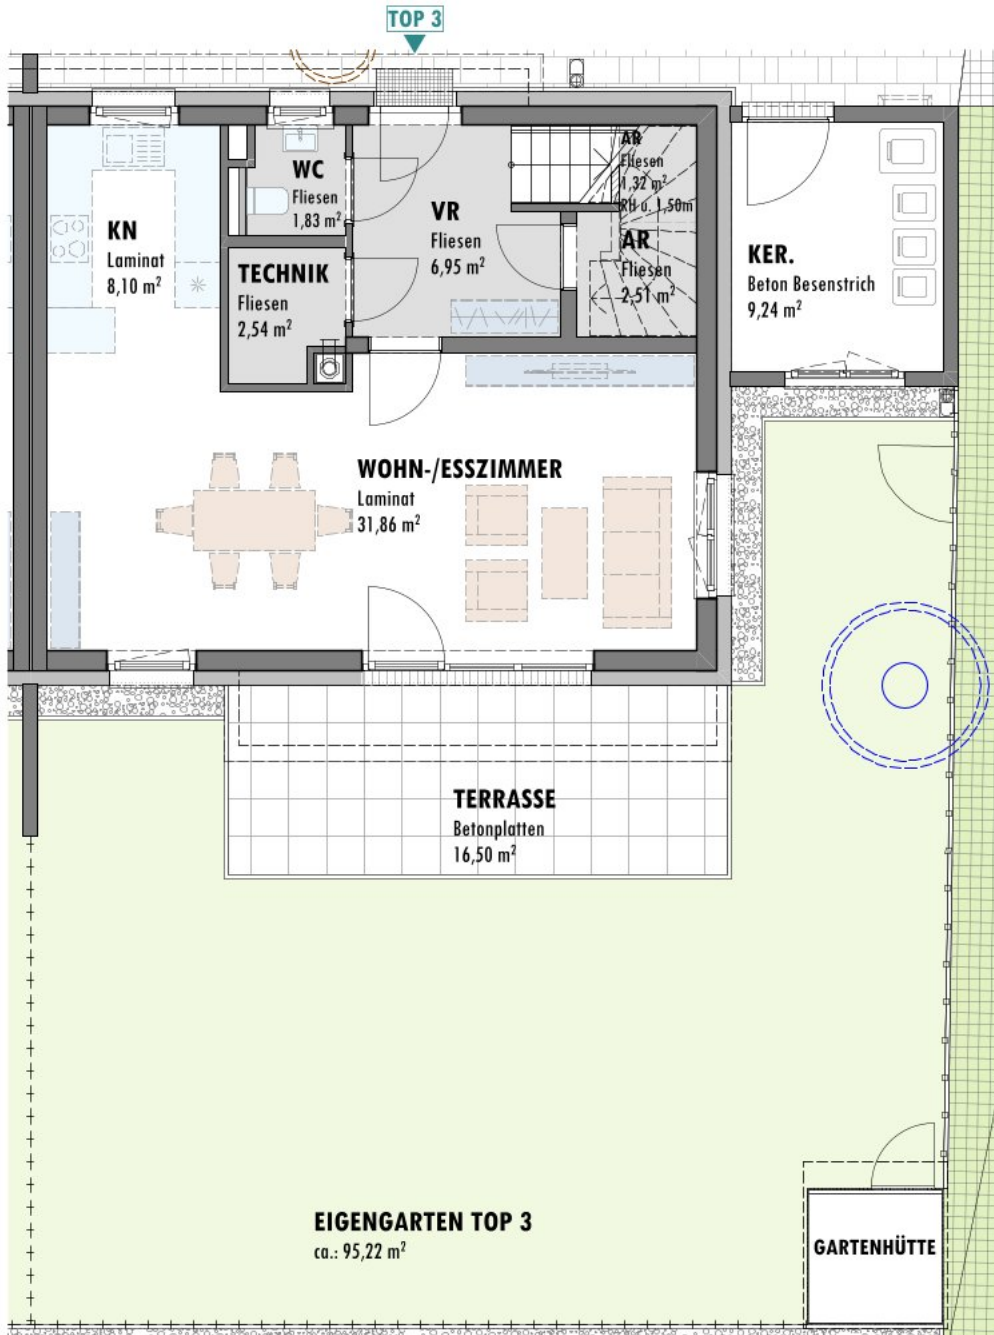 TOP 3
KN
Laminat
8,10 m²
WC
Fliesen
1,83 m²
TECHNIK
Fliesen
2,54 m²
VR
Fliesen
6,95 m²
AR
Fliesen
1,32 m²
RH u. 1,50m
AR
Fliesen
2,51 m²
KER.
Beton Besenstrich
9,24 m²
WOHN-/ESSZIMMER
Laminat
31,86 m²
TERRASSE
Betonplatten
16,50 m²
EIGENGARTEN TOP 3
ca.: 95,22 m²
GARTENHÜTTE